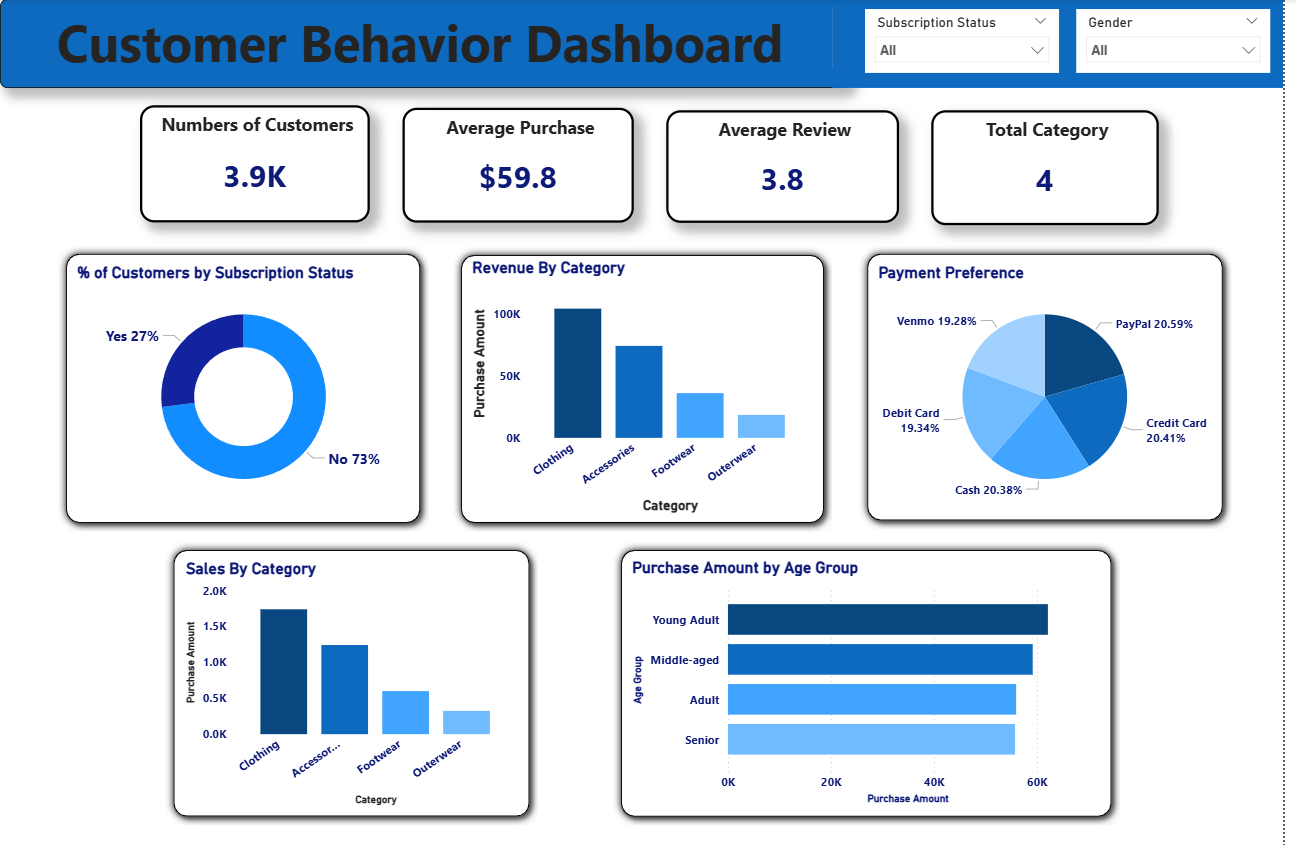 Customer Behavior Dashboard
Subscription Status
All
Gender
All
Numbers of Customers
3.9K
Average Purchase
$59.8
Average Review
3.8
Total Category
4
% of Customers by Subscription Status
Yes 27%
No 73%
Revenue By Category
Purchase Amount
100K
50K
0K
Clothing
Accessories
Footwear
Outerwear
Category
Payment Preference
Venmo 19.28%
PayPal 20.59%
Debit Card
19.34%
Credit Card
20.41%
Cash 20.38%
Sales By Category
Purchase Amount
2.0K
1.5K
1.0K
0.5K
0.0K
Clothing
Accessor...
Footwear
Outerwear
Category
Purchase Amount by Age Group
Age Group
Young Adult
Middle-aged
Adult
Senior
0K
20K
40K
60K
Purchase Amount